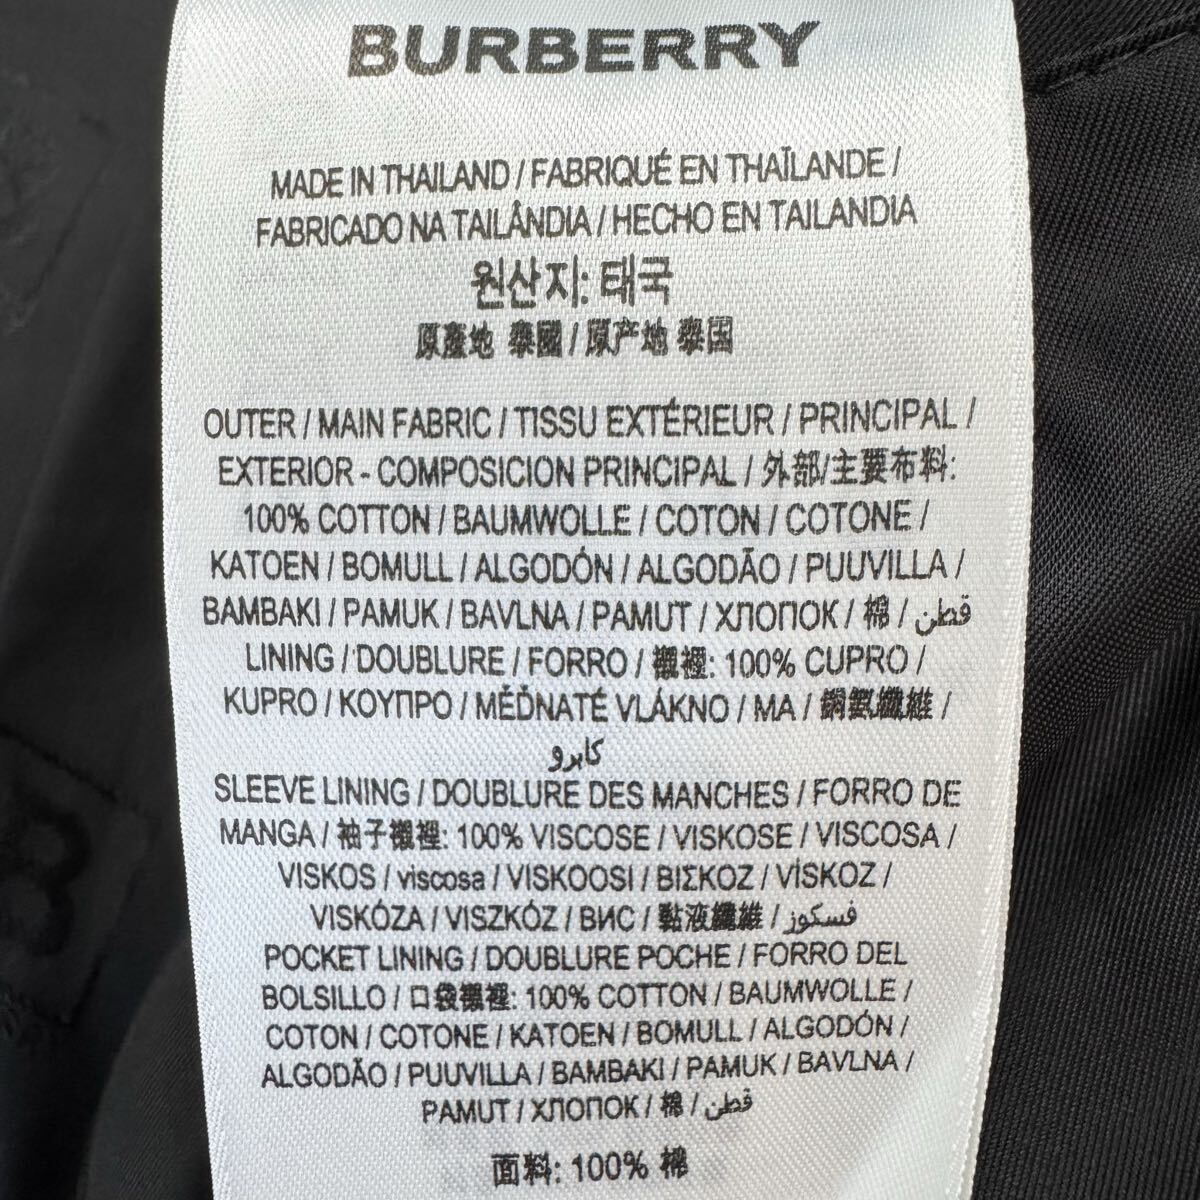 BURBERRY
MADE IN THAILAND / FABRIQUÉ EN THAÏLANDE /
FABRICADO NA TAILÂNDIA / HECHO EN TAILANDIA
원산지: 태국
原產地 泰國 / 原产地 泰国
OUTER / MAIN FABRIC / TISSU EXTÉRIEUR / PRINCIPAL /
EXTERIOR - COMPOSICION PRINCIPAL / 外部/主要布料:
100% COTTON / BAUMWOLLE / COTON / COTONE /
KATOEN / BOMULL / ALGODÓN / ALGODÃO / PUUVILLA /
BAMBAKI / PAMUK / BAVLNA / PAMUT / ХЛОПОК / 棉 / قطن
LINING / DOUBLURE / FORRO / 襯裡: 100% CUPRO /
KUPRO / ΚΟΥΠΡΟ / MĚĎNATÉ VLÁKNO / MA / 銅氨纖維 /
كابرو
SLEEVE LINING / DOUBLURE DES MANCHES / FORRO DE
MANGA / 袖子襯裡: 100% VISCOSE / VISKOSE / VISCOSA /
VISKOS / viscosa / VISKOOSI / ΒΙΣΚΟΖ / VİSKOZ /
VISKÓZA / VISZKÓZ / ВИС / 黏液纖維 / فسكوز
POCKET LINING / DOUBLURE POCHE / FORRO DEL
BOLSILLO / 口袋襯裡: 100% COTTON / BAUMWOLLE /
COTON / COTONE / KATOEN / BOMULL / ALGODÓN /
ALGODÃO / PUUVILLA / BAMBAKI / PAMUK / BAVLNA /
PAMUT / ХЛОПОК / 棉 / قطن
面料: 100% 棉